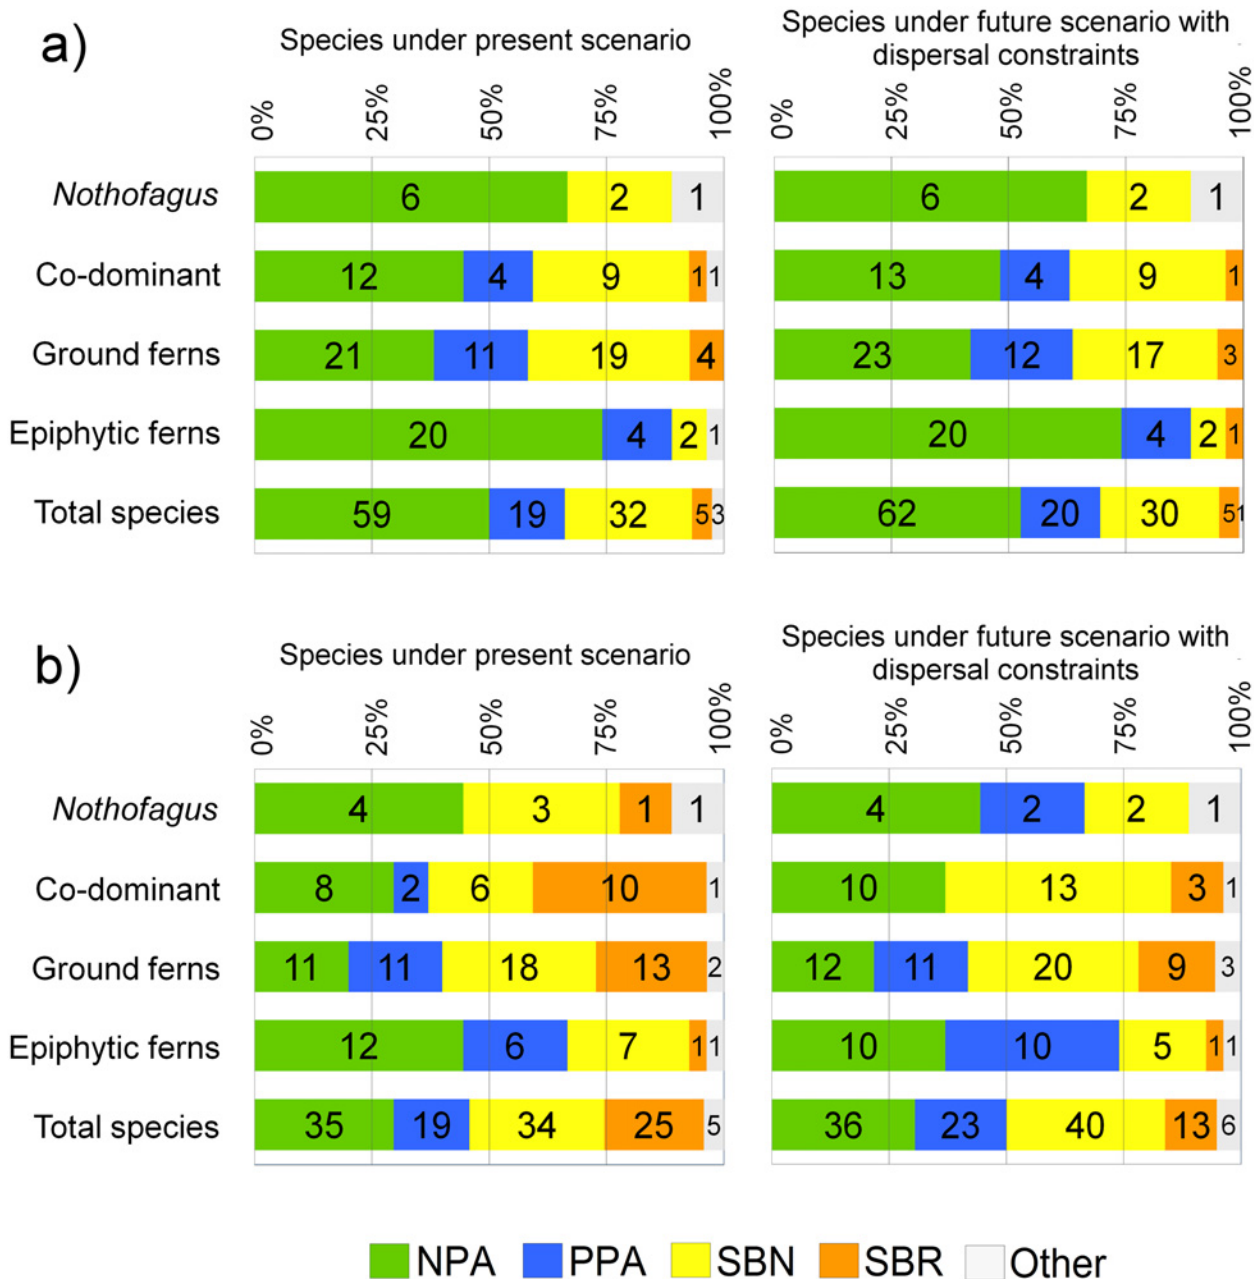 a)
Species under present scenario
Species under future scenario with
dispersal constraints
0% 25% 50% 75% 100%
0% 25% 50% 75% 100%
Nothofagus 6 2 1 6 2 1
Co-dominant 12 4 9 1 1 13 4 9 1
Ground ferns 21 11 19 4 23 12 17 3
Epiphytic ferns 20 4 2 1 20 4 2 1
Total species 59 19 32 5 3 62 20 30 5 1
b)
Species under present scenario
Species under future scenario with
dispersal constraints
0% 25% 50% 75% 100%
0% 25% 50% 75% 100%
Nothofagus 4 3 1 1 4 2 2 1
Co-dominant 8 2 6 10 1 10 13 3 1
Ground ferns 11 11 18 13 2 12 11 20 9 3
Epiphytic ferns 12 6 7 1 1 10 10 5 1 1
Total species 35 19 34 25 5 36 23 40 13 6
NPA PPA SBN SBR Other